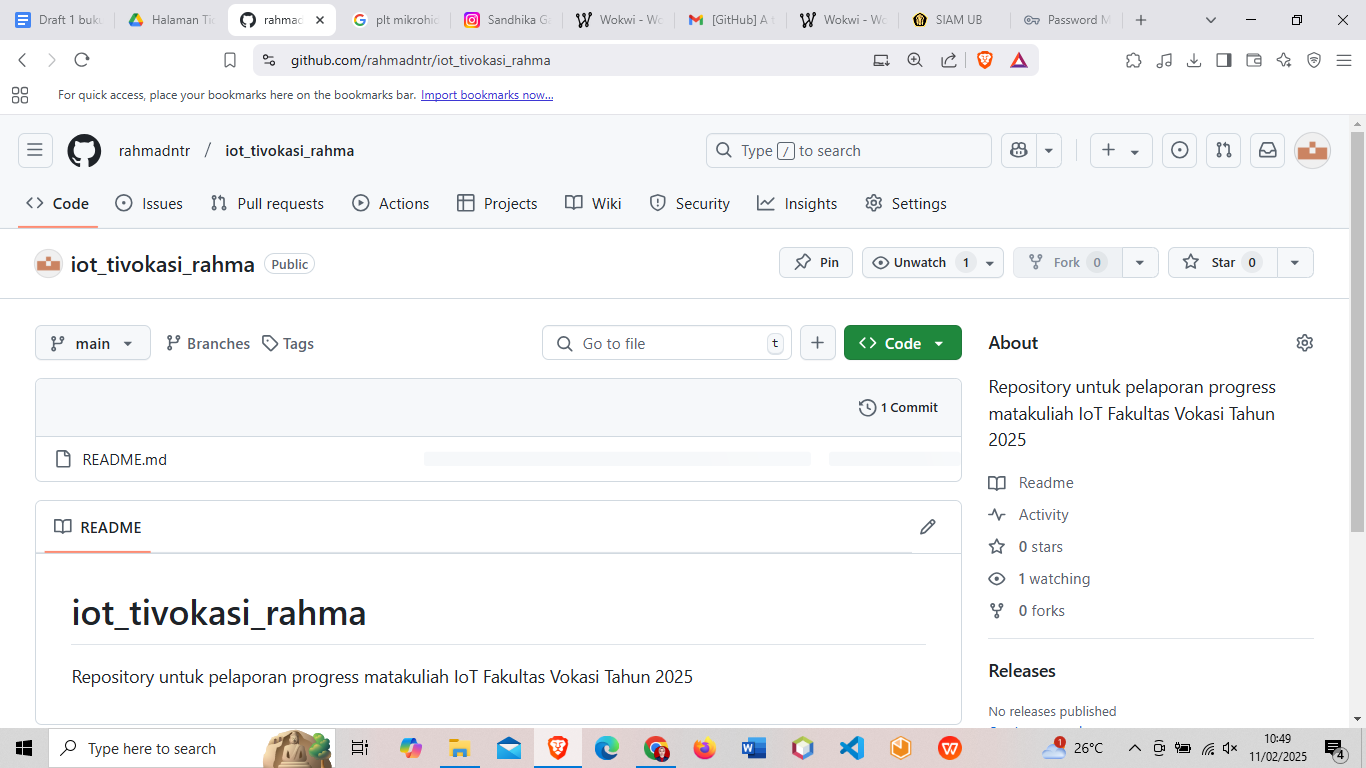 Draft 1 buku
Halaman Tid
rahmad
plt mikrohid
Sandhika Ga
Wokwi - Wo
[GitHub] A t
Wokwi - Wo
SIAM UB
Password M
github.com/rahmadntr/iot_tivokasi_rahma
For quick access, place your bookmarks here on the bookmarks bar. Import bookmarks now...
rahmadntr / iot_tivokasi_rahma
Type / to search
Code Issues Pull requests Actions Projects Wiki Security Insights Settings
iot_tivokasi_rahma Public
Pin Unwatch 1 Fork 0 Star 0
main Branches Tags Go to file t Code
1 Commit
README.md
README
iot_tivokasi_rahma
Repository untuk pelaporan progress matakuliah IoT Fakultas Vokasi Tahun 2025
About
Repository untuk pelaporan progress
matakuliah IoT Fakultas Vokasi Tahun
2025
Readme
Activity
0 stars
1 watching
0 forks
Releases
No releases published
Type here to search
1
26°C
10:49
11/02/2025
4